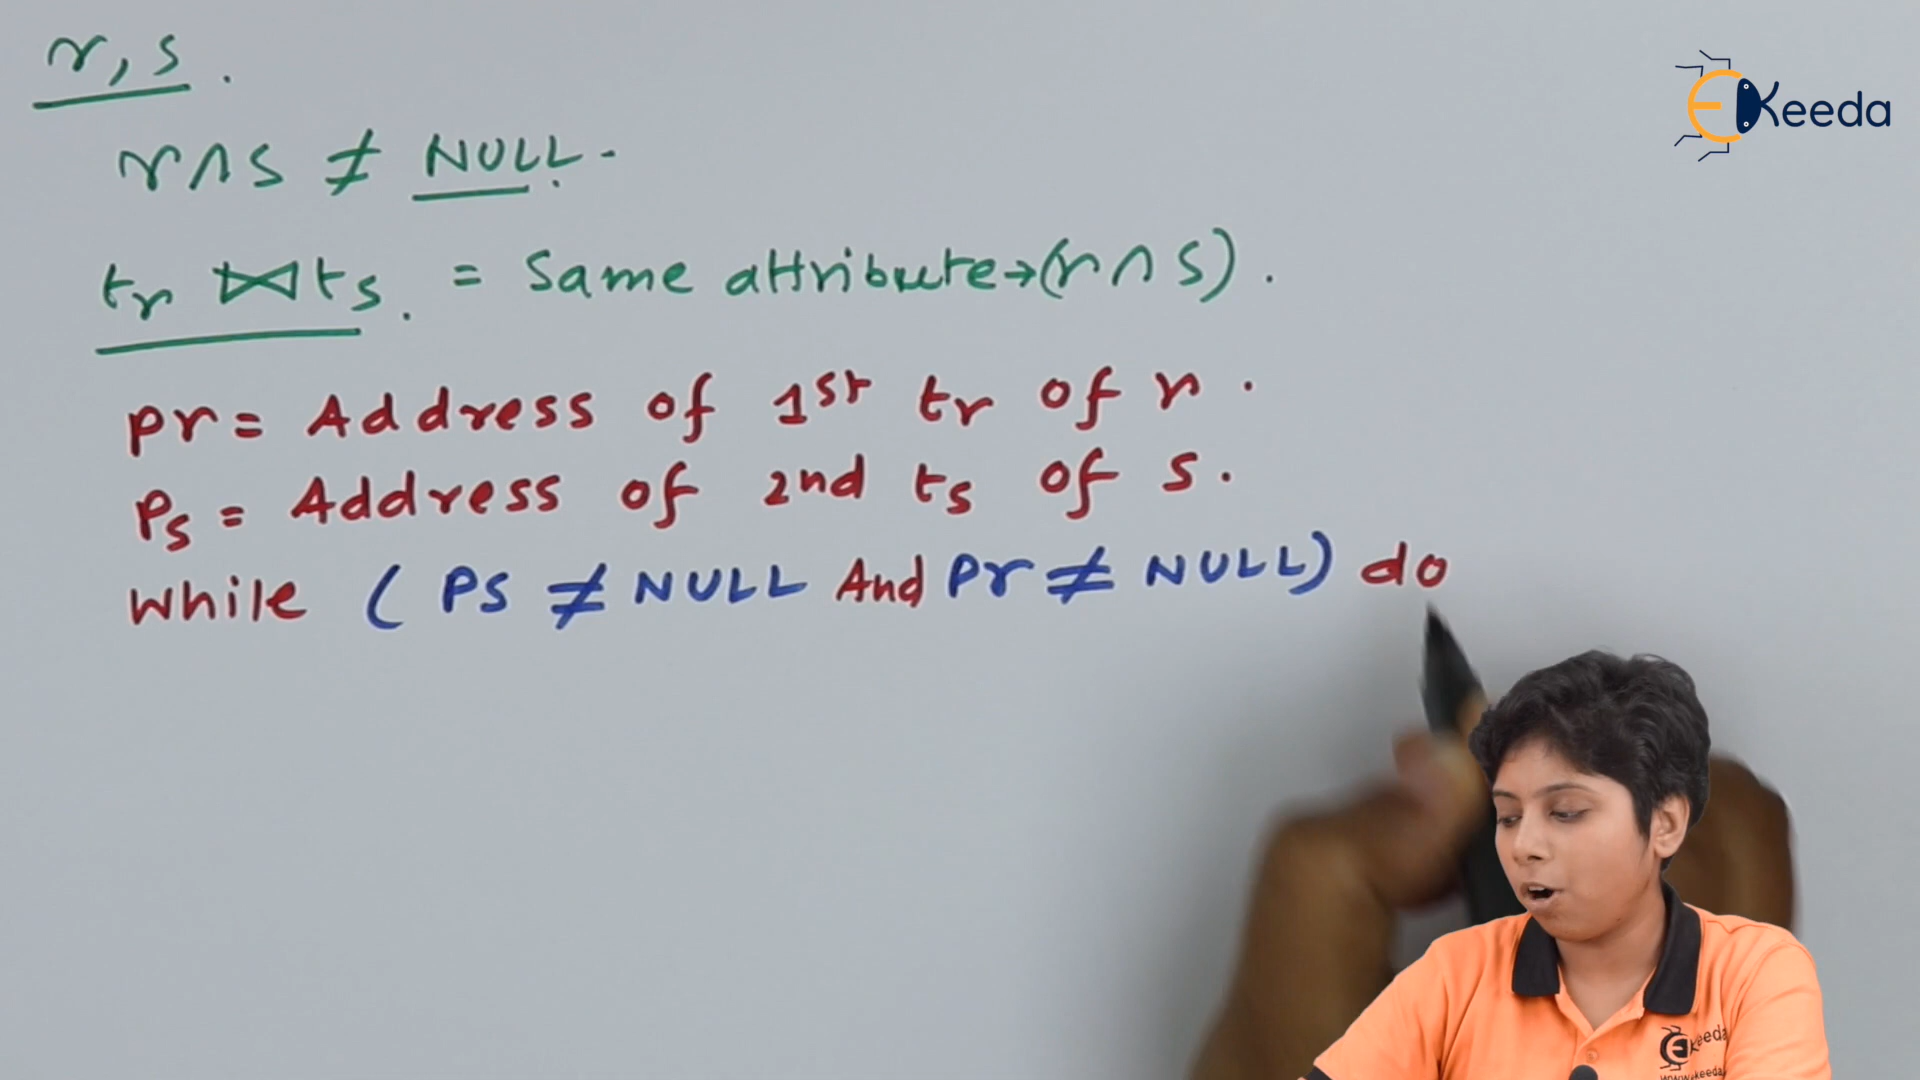 r, s.
r ∩ s ≠ NULL.
tr ⋈ ts. = Same attribute → (r ∩ s).
Pr = Address of 1st tr of r.
Ps = Address of 2nd ts of s.
While ( Ps ≠ NULL And Pr ≠ NULL) do
EKeeda